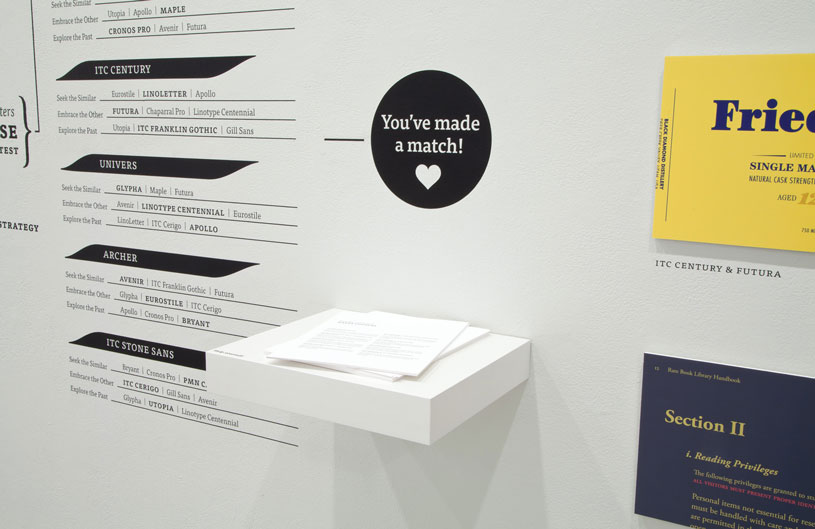 Utopia | Apollo | MAPLE
Embrace the Other
CRONOS PRO | Avenir | Futura
Explore the Past
ITC CENTURY
Seek the Similar Eurostile | LINOLETTER | Apollo
Embrace the Other FUTURA | Chaparral Pro | Linotype Centennial
Explore the Past Utopia | ITC FRANKLIN GOTHIC | Gill Sans
UNIVERS
Seek the Similar GLYPHA | Maple | Futura
Embrace the Other Avenir | LINOTYPE CENTENNIAL | Eurostile
Explore the Past LinoLetter | ITC Cerigo | APOLLO
ARCHER
Seek the Similar AVENIR | ITC Franklin Gothic | Futura
Embrace the Other Glypha | EUROSTILE | ITC Cerigo
Explore the Past Apollo | Cronos Pro | BRYANT
ITC STONE SANS
Seek the Similar Bryant | Cronos Pro | PMN C.
Embrace the Other ITC CERIGO | Gill Sans | Avenir
Explore the Past Glypha | UTOPIA | Linotype Centennial
ters
SE
TEST
STRATEGY
You've made
a match!
BLACK DIAMOND DISTILLERY
Fried
LIMITED
SINGLE MA
NATURAL CASK STRENGTH
AGED 12
750 M
ITC CENTURY & FUTURA
12 Rare Book Library Handbook
Section II
i. Reading Privileges
The following privileges are granted to
ALL VISITORS MUST PRESENT PROPER IDENT
Personal items not essential for
must be handled with care
are permitted in